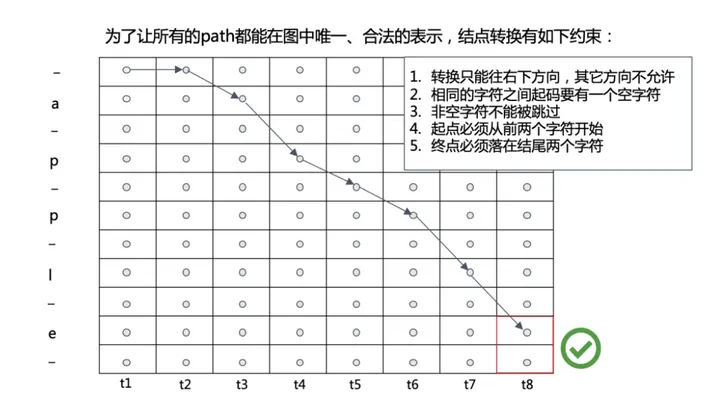 为了让所有的path都能在图中唯一、合法的表示，结点转换有如下约束：
1. 转换只能往右下方向，其它方向不允许
2. 相同的字符之间起码要有一个空字符
3. 非空字符不能被跳过
4. 起点必须从前两个字符开始
5. 终点必须落在结尾两个字符
–
a
–
p
–
p
–
l
–
e
–
t1 t2 t3 t4 t5 t6 t7 t8